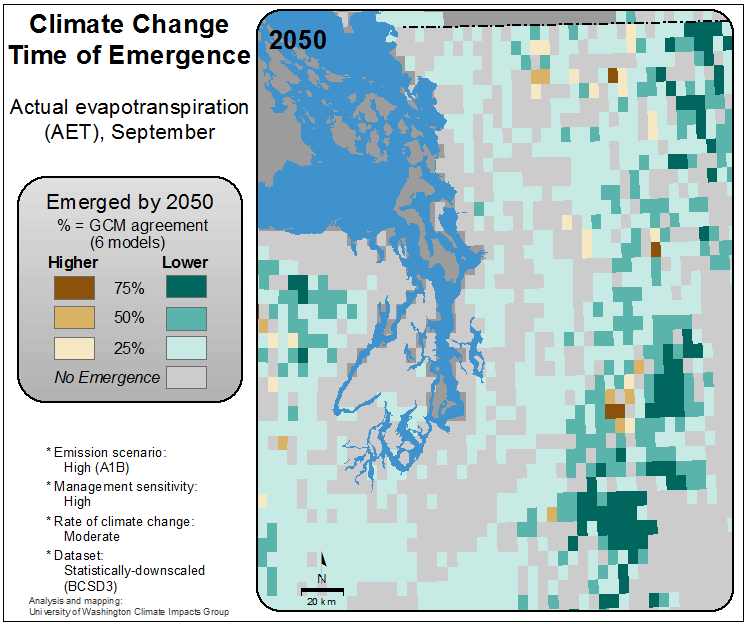 Climate Change
Time of Emergence
Actual evapotranspiration
(AET), September
Emerged by 2050
% = GCM agreement
(6 models)
Higher Lower
75%
50%
25%
No Emergence
* Emission scenario:
High (A1B)
* Management sensitivity:
High
* Rate of climate change:
Moderate
* Dataset:
Statistically-downscaled
(BCSD3)
Analysis and mapping:
University of Washington Climate Impacts Group
2050
N
20 km